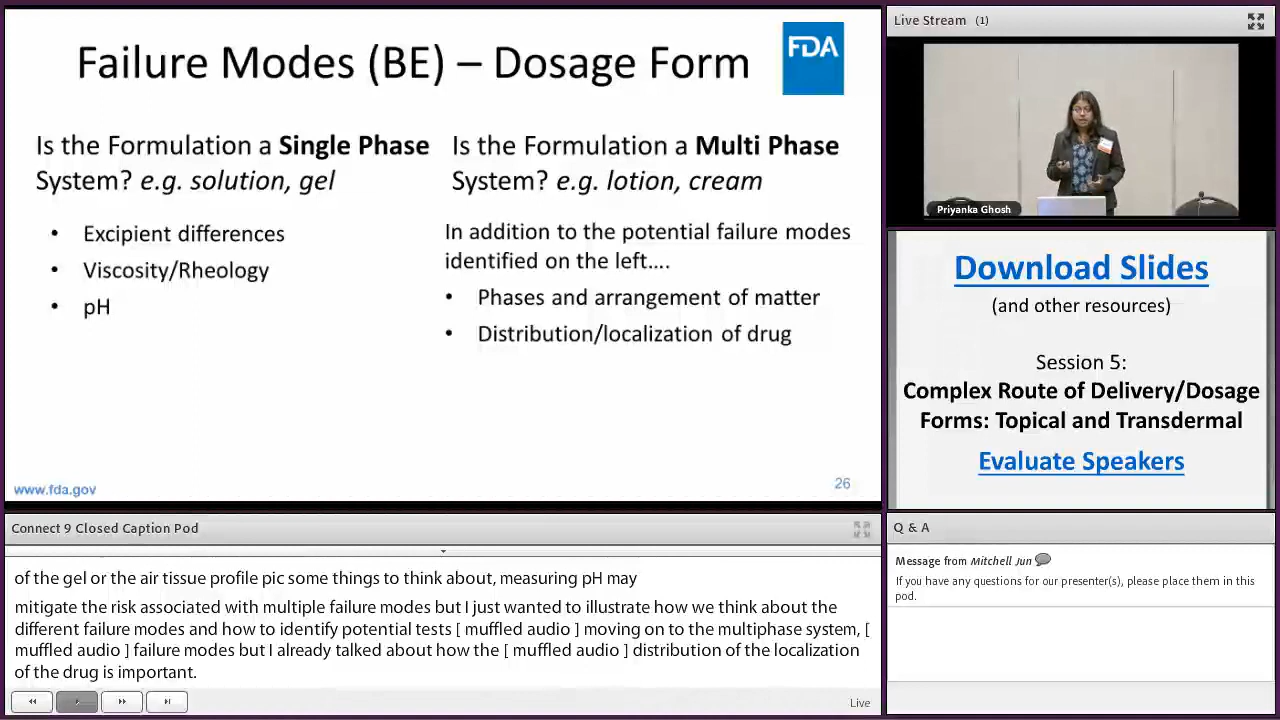 Failure Modes (BE) – Dosage Form
FDA
Is the Formulation a Single Phase
System? e.g. solution, gel
• Excipient differences
• Viscosity/Rheology
• pH
Is the Formulation a Multi Phase
System? e.g. lotion, cream
In addition to the potential failure modes
identified on the left....
• Phases and arrangement of matter
• Distribution/localization of drug
www.fda.gov
26
Live Stream (1)
Priyanka Ghosh
Download Slides
(and other resources)
Session 5:
Complex Route of Delivery/Dosage
Forms: Topical and Transdermal
Evaluate Speakers
Connect 9 Closed Caption Pod
of the gel or the air tissue profile pic some things to think about, measuring pH may
mitigate the risk associated with multiple failure modes but I just wanted to illustrate how we think about the
different failure modes and how to identify potential tests [ muffled audio ] moving on to the multiphase system, [
muffled audio ] failure modes but I already talked about how the [ muffled audio ] distribution of the localization
of the drug is important.
Live
Q & A
Message from Mitchell Jun
If you have any questions for our presenter(s), please place them in this
pod.